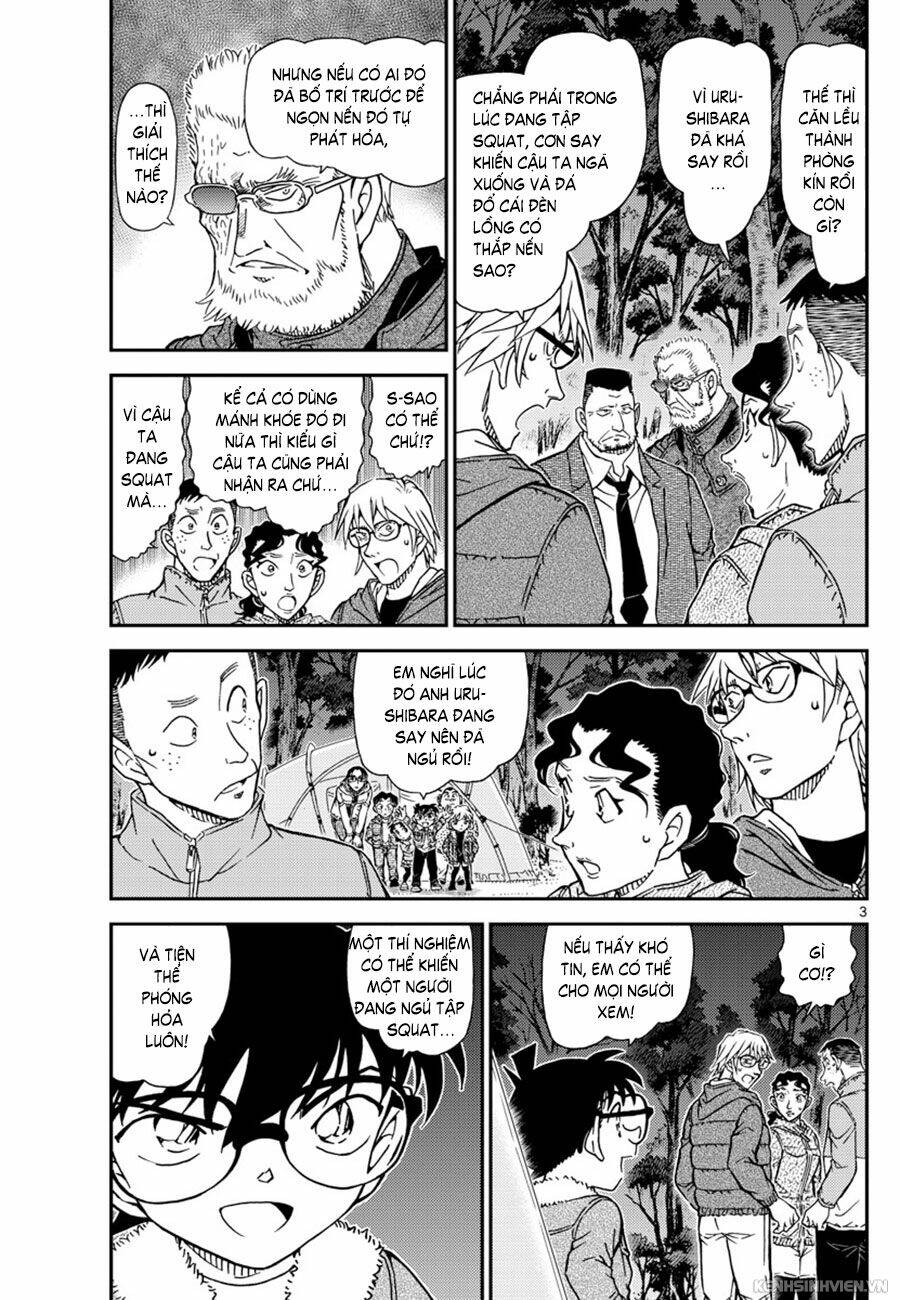 THẾ THÌ
CĂN LỀU
THÀNH
PHÒNG
KÍN RỒI
CÒN
GÌ?
VÌ URU-
SHIBARA
ĐÃ KHÁ
SAY RỒI
...
CHẲNG PHẢI TRONG
LÚC ĐANG TẬP
SQUAT, CƠN SAY
KHIẾN CẬU TA NGÃ
XUỐNG VÀ ĐÁ
ĐỔ CÁI ĐÈN
LỒNG CÓ
THẮP NẾN
SAO?
NHƯNG NẾU CÓ AI ĐÓ
ĐÃ BỐ TRÍ TRƯỚC ĐỂ
NGỌN NẾN ĐÓ TỰ
PHÁT HỎA,
...THÌ
GIẢI
THÍCH
THẾ
NÀO?
S-SAO
CÓ THỂ
CHỨ!?
KỂ CẢ CÓ DÙNG
MÁNH KHÓE ĐÓ ĐI
NỮA THÌ KIỂU GÌ
CẬU TA CŨNG PHẢI
NHẬN RA CHỨ...
VÌ CẬU
TA
ĐANG
SQUAT
MÀ...
EM NGHĨ LÚC
ĐÓ ANH URU-
SHIBARA ĐANG
SAY NÊN ĐÃ
NGỦ RỒI!
3
GÌ
CƠ!?
NẾU THẤY KHÓ
TIN, EM CÓ THỂ
CHO MỌI NGƯỜI
XEM!
MỘT THÍ NGHIỆM
CÓ THỂ KHIẾN
MỘT NGƯỜI
ĐANG NGỦ TẬP
SQUAT...
VÀ TIỆN
THỂ
PHÓNG
HỎA
LUÔN!
KENHSINHVIEN.VN